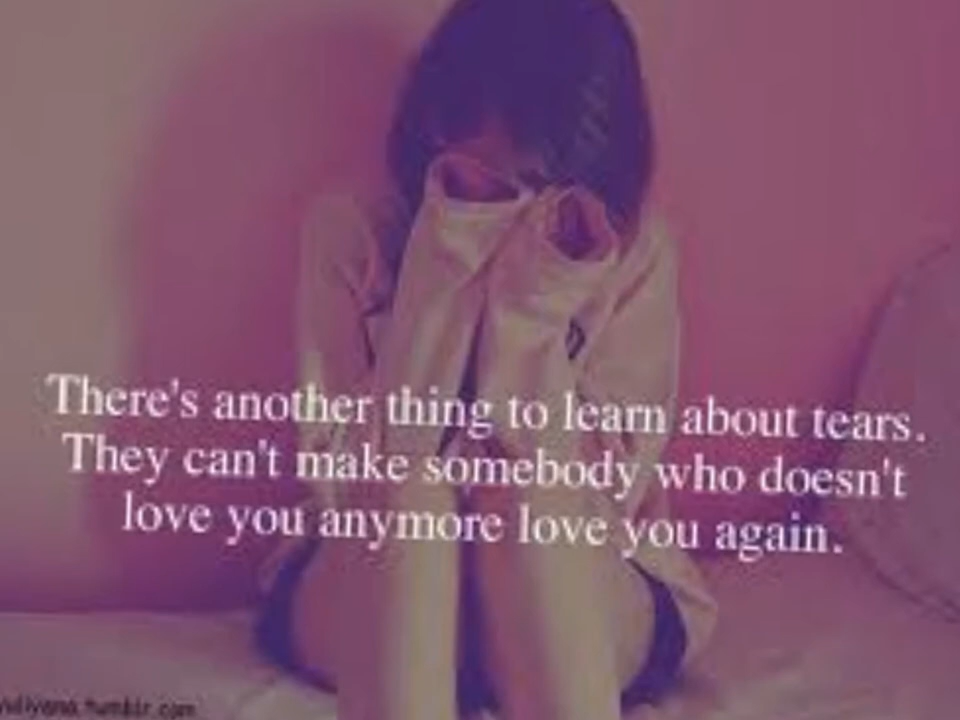 There's another thing to learn about tears.
They can't make somebody who doesn't
love you anymore love you again.